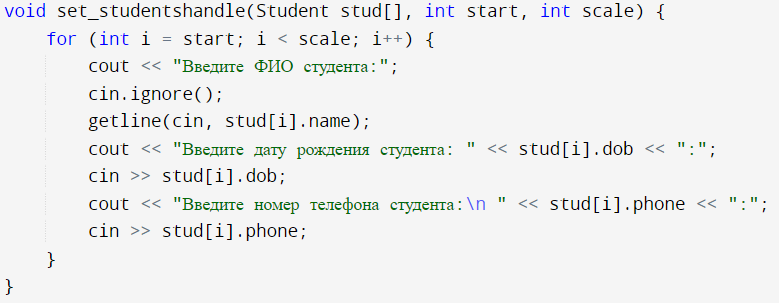 void set_studentshandle(Student stud[], int start, int scale) {
    for (int i = start; i < scale; i++) {
        cout << "Введите ФИО студента:";
        cin.ignore();
        getline(cin, stud[i].name);
        cout << "Введите дату рождения студента: " << stud[i].dob << ":";
        cin >> stud[i].dob;
        cout << "Введите номер телефона студента:\n " << stud[i].phone << ":";
        cin >> stud[i].phone;
    }
}